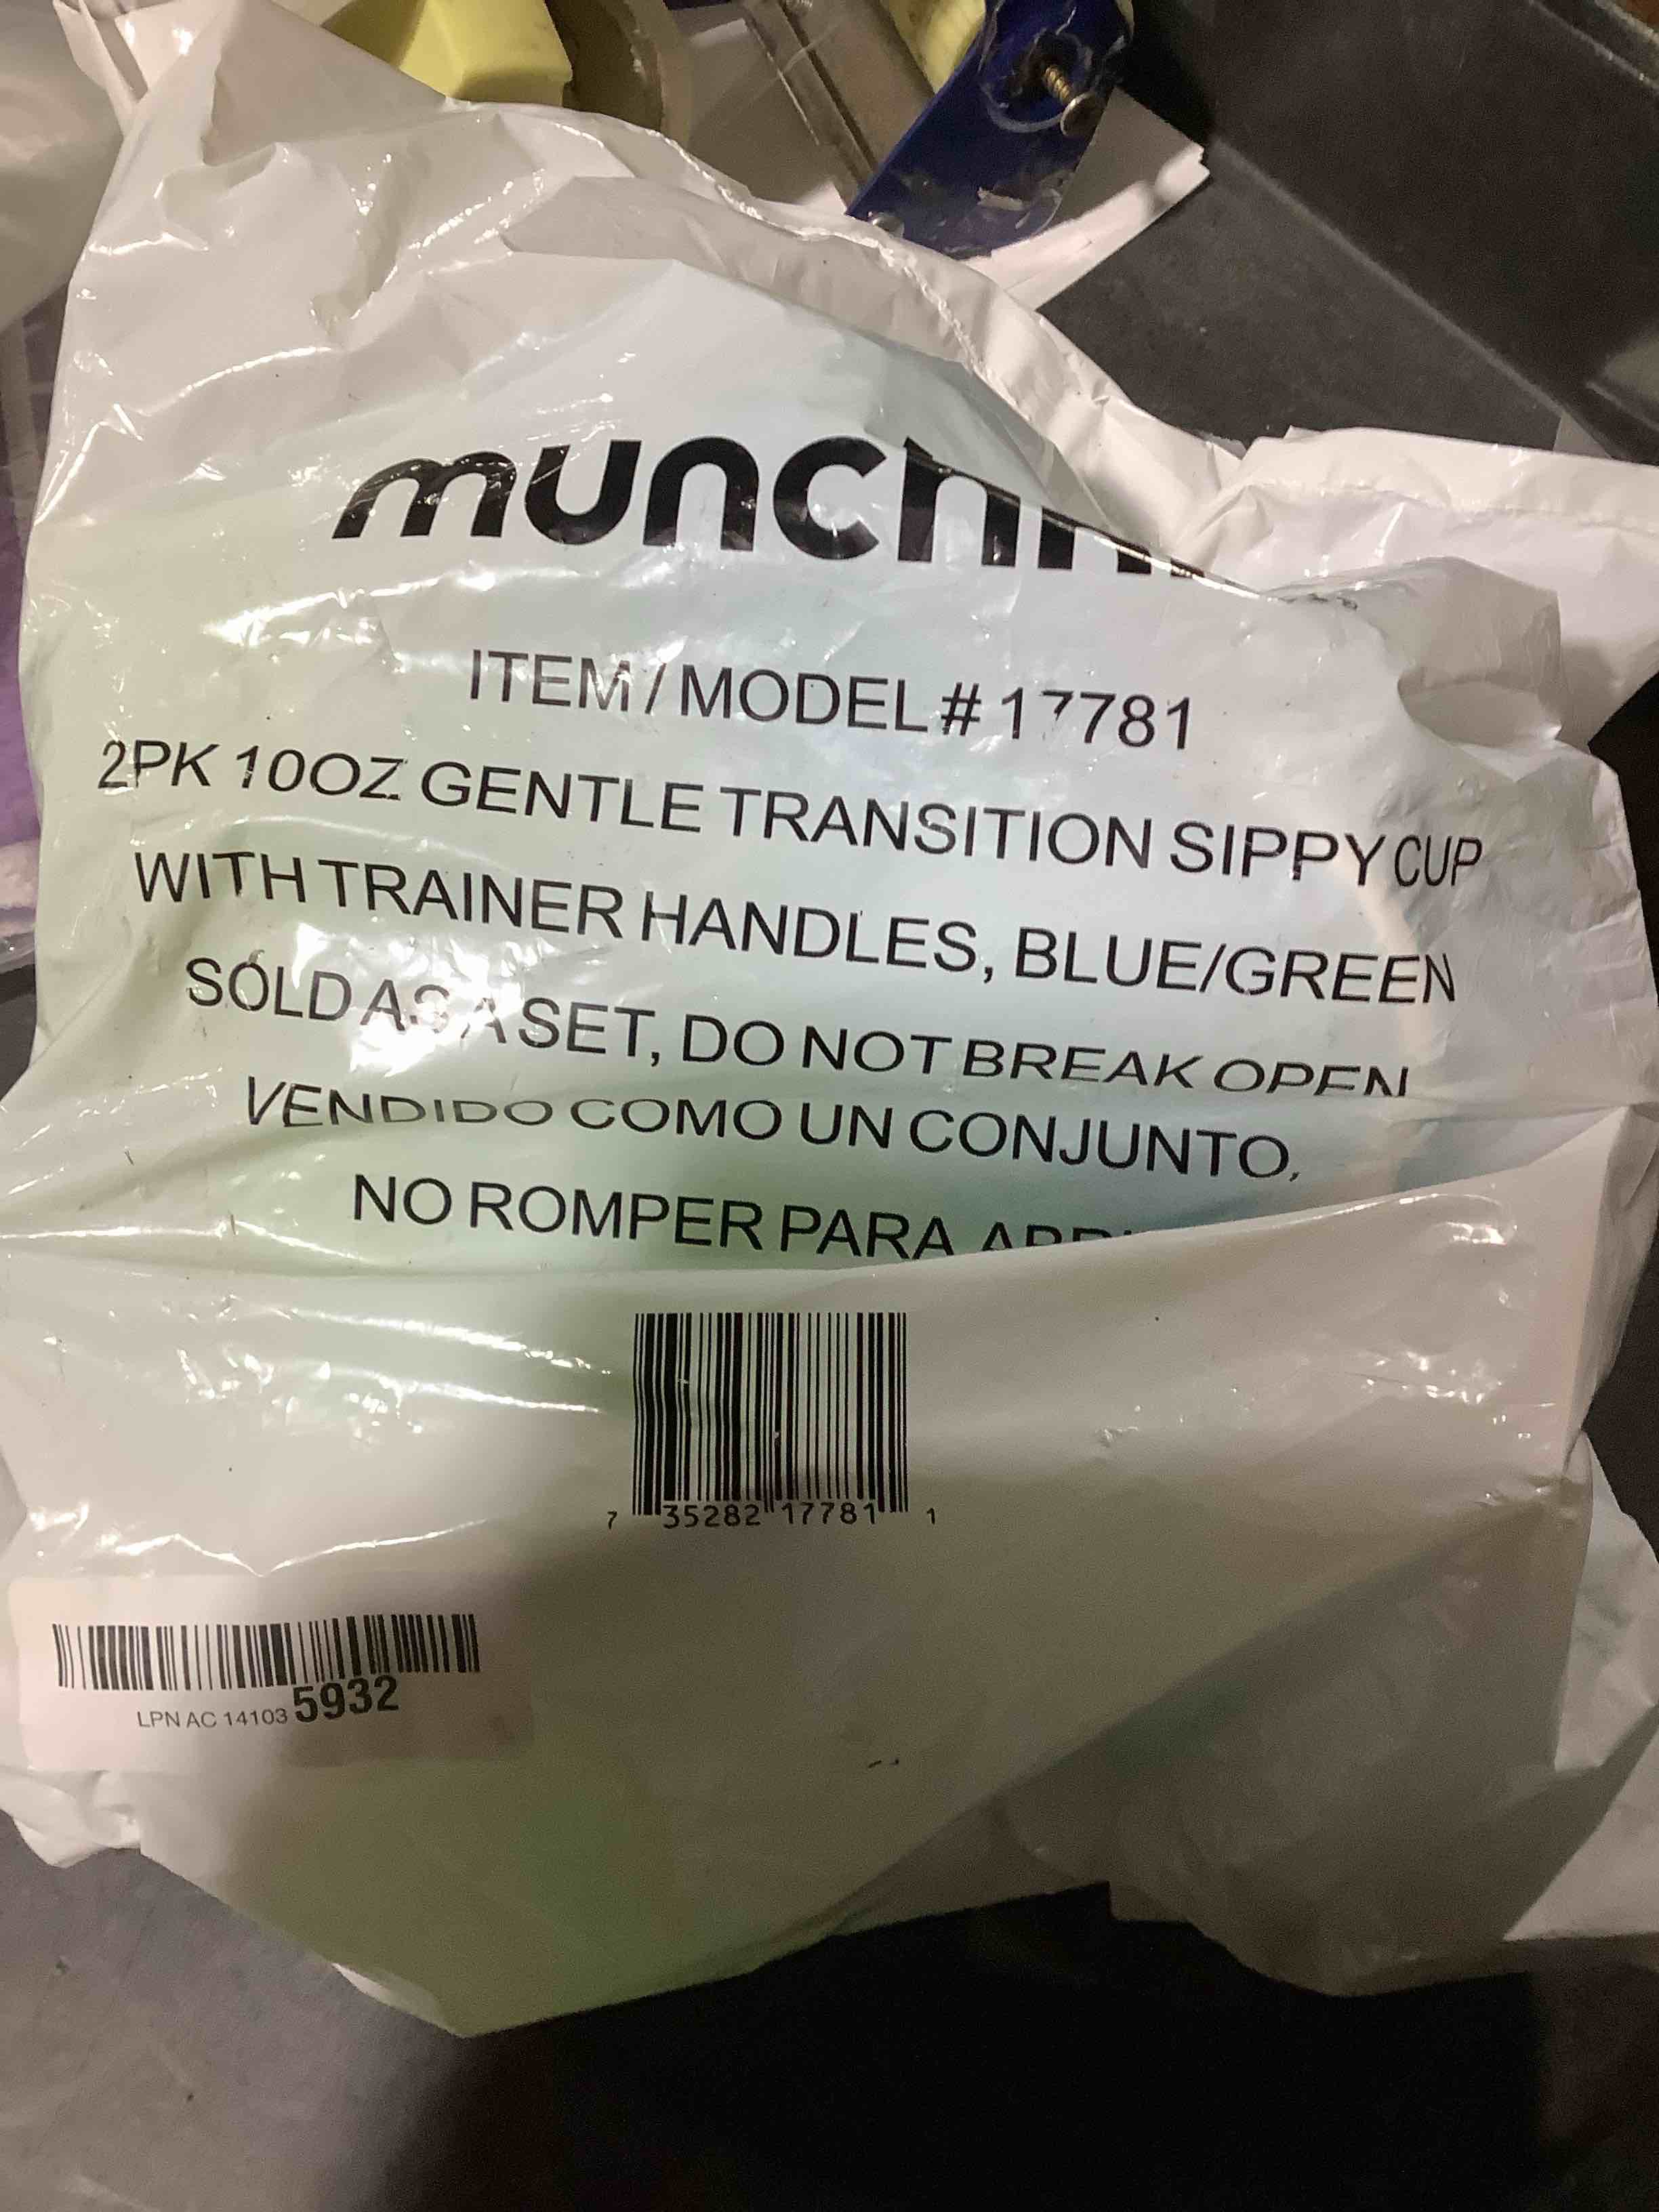 munchk
ITEM / MODEL # 17781
2PK 10OZ GENTLE TRANSITION SIPPY CUP
WITH TRAINER HANDLES, BLUE/GREEN
SOLD AS A SET, DO NOT BREAK OPEN
VENDIDO COMO UN CONJUNTO,
NO ROMPER PARA
7 35282 17781 1
LPN AC 14103 5932